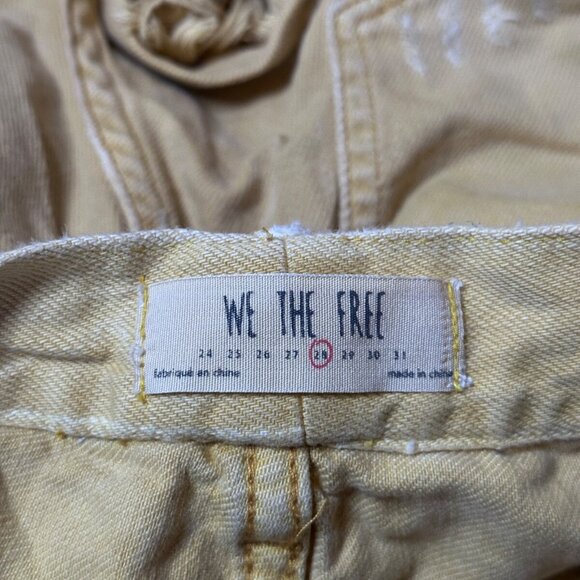 WE THE FREE
24 25 26 27 28 29 30 31
fabriqué en chine made in china